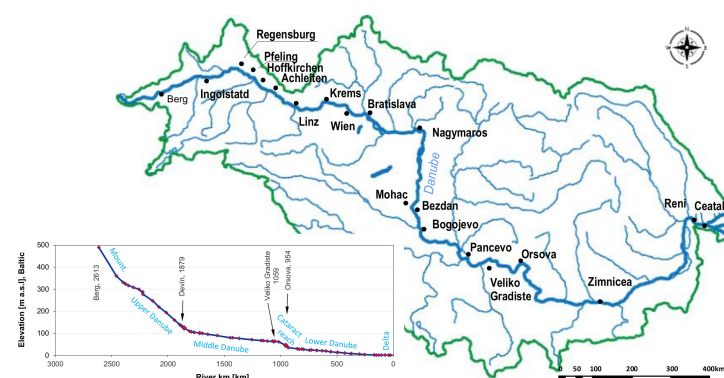 Regensburg
Pfeling
Hoffkirchen
Achleiten
Berg
Ingolstatd
Krems
Bratislava
Linz
Wien
Nagymaros
Danube
Mohac
Bezdan
Bogojevo
Pancevo
Orsova
Veliko
Gradiste
Zimnicea
Reni
Ceatal
N
W
E
S
500
400
300
200
100
0
Elevation [m a.s.l]. Baltic
Berg, 2613
Mount.
Upper Danube
Devin, 1879
Middle Danube
Veliko Gradiste
1059
Orsova, 954
Cataract
reach
Lower Danube
Delta
3000 2500 2000 1500 1000 500 0
River km [km]
0 50 100 200 300 400km